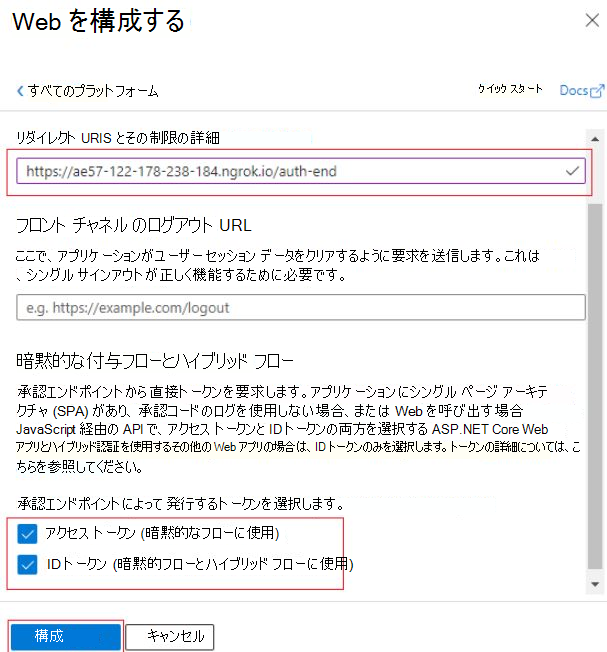 Web を構成する
すべてのプラットフォーム
クイック スタート
Docs
リダイレクト URIS とその制限の詳細
https://ae57-122-178-238-184.ngrok.io/auth-end
フロント チャネル のログアウト URL
ここで、アプリケーションがユーザー セッション データをクリアするように要求を送信します。これは
、シングル サインアウトが正しく機能するために必要です。
e.g. https://example.com/logout
暗黙的な付与フローとハイブリッド フロー
承認エンドポイントから直接トークンを要求します。アプリケーションにシングル ページ アーキテ
クチャ (SPA) があり、承認コードのログを使用しない場合、または Web を呼び出す場合
JavaScript 経由の API で、アクセス トークンと ID トークンの両方を選択する ASP.NET Core Web
アプリとハイブリッド認証を使用するその他の Web アプリの場合は、ID トークンのみを選択します。トークンの詳細については、こ
ちらを参照してください。
承認エンドポイントによって発行するトークンを選択します。
アクセス トークン (暗黙的なフローに使用)
ID トークン (暗黙的フローとハイブリッド フローに使用)
構成
キャンセル